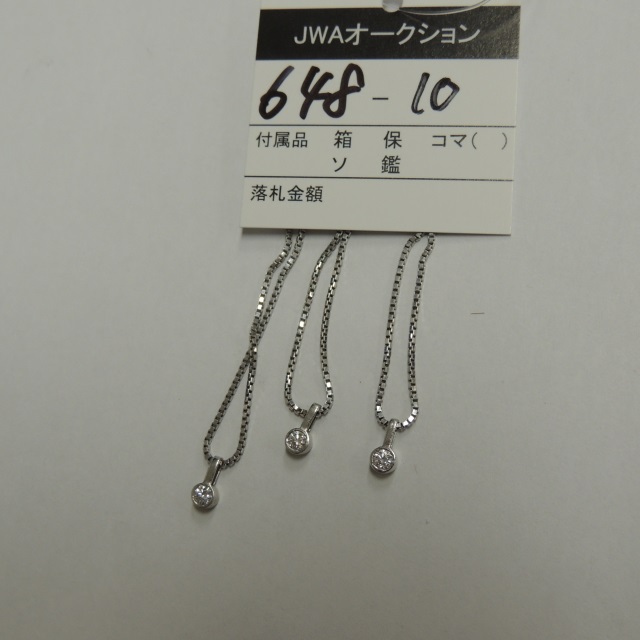 JWAオークション
648-10
付属品 箱 保 コマ( )
ソ 鑑
落札金額